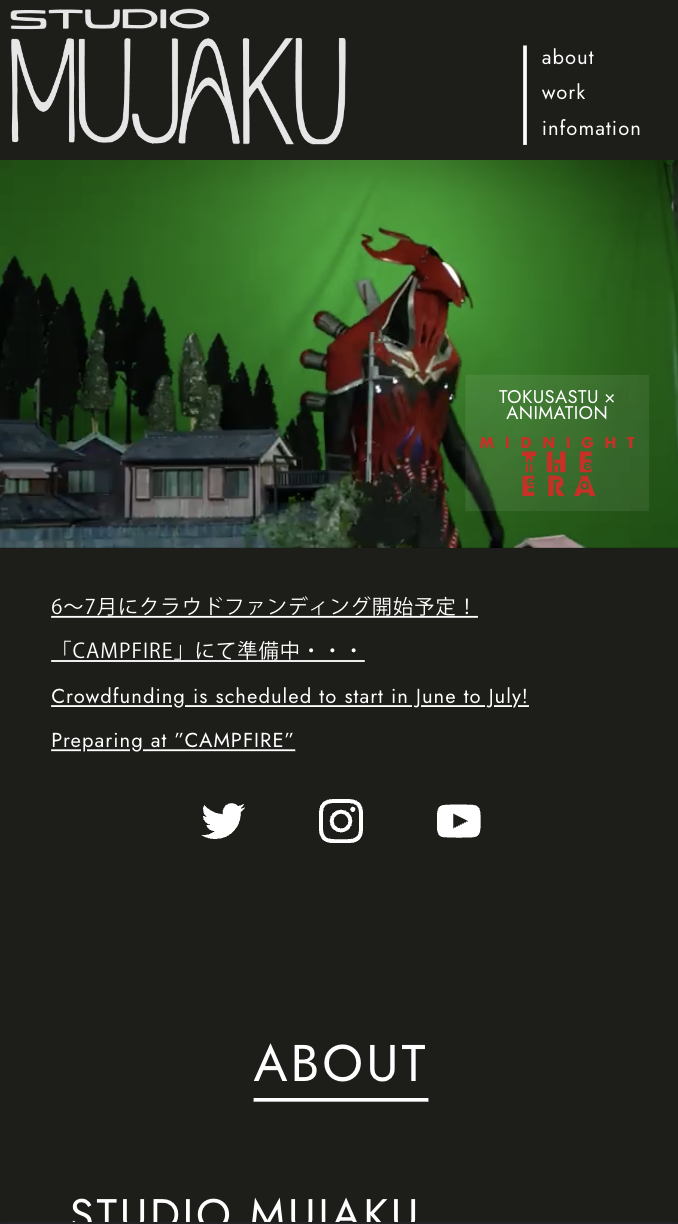 STUDIO
MUJAKU
about
work
infomation
TOKUSASTU ×
ANIMATION
MIDNIGHT
THE
ERA
6〜7月にクラウドファンディング開始予定！
「CAMPFIRE」にて準備中・・・
Crowdfunding is scheduled to start in June to July!
Preparing at ”CAMPFIRE”
ABOUT
STUDIO MUJAKU